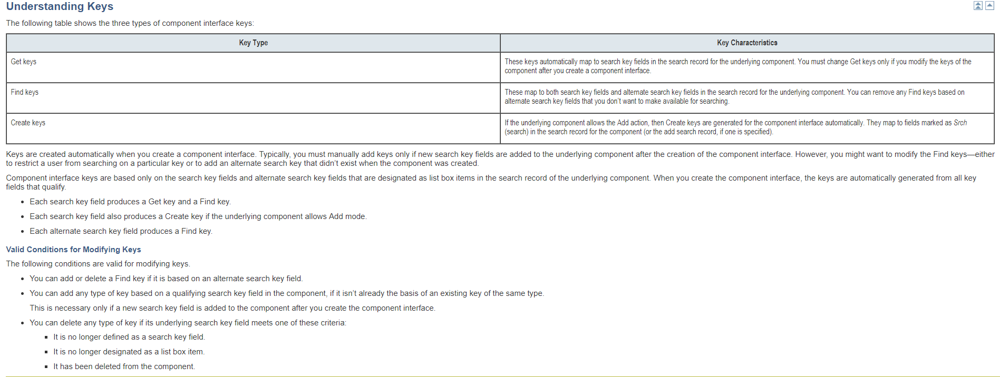 Understanding Keys
The following table shows the three types of component interface keys:
Key Type
Key Characteristics
Get keys
These keys automatically map to search key fields in the search record for the underlying component. You must change Get keys only if you modify the keys of the
component after you create a component interface.
Find keys
These map to both search key fields and alternate search key fields in the search record for the underlying component. You can remove any Find keys based on
alternate search key fields that you don't want to make available for searching.
Create keys
If the underlying component allows the Add action, then Create keys are generated for the component interface automatically. They map to fields marked as Srch
(search) in the search record for the component (or the add search record, if one is specified).
Keys are created automatically when you create a component interface. Typically, you must manually add keys only if new search key fields are added to the underlying component after the creation of the component interface. However, you might want to modify the Find keys—either
to restrict a user from searching on a particular key or to add an alternate search key that didn't exist when the component was created.
Component interface keys are based only on the search key fields and alternate search key fields that are designated as list box items in the search record of the underlying component. When you create the component interface, the keys are automatically generated from all key
fields that qualify.
• Each search key field produces a Get key and a Find key.
• Each search key field also produces a Create key if the underlying component allows Add mode.
• Each alternate search key field produces a Find key.
Valid Conditions for Modifying Keys
The following conditions are valid for modifying keys.
• You can add or delete a Find key if it is based on an alternate search key field.
• You can add any type of key based on a qualifying search key field in the component, if it isn't already the basis of an existing key of the same type.
This is necessary only if a new search key field is added to the component after you create the component interface.
• You can delete any type of key if its underlying search key field meets one of these criteria:
▪ It is no longer defined as a search key field.
▪ It is no longer designated as a list box item.
▪ It has been deleted from the component.